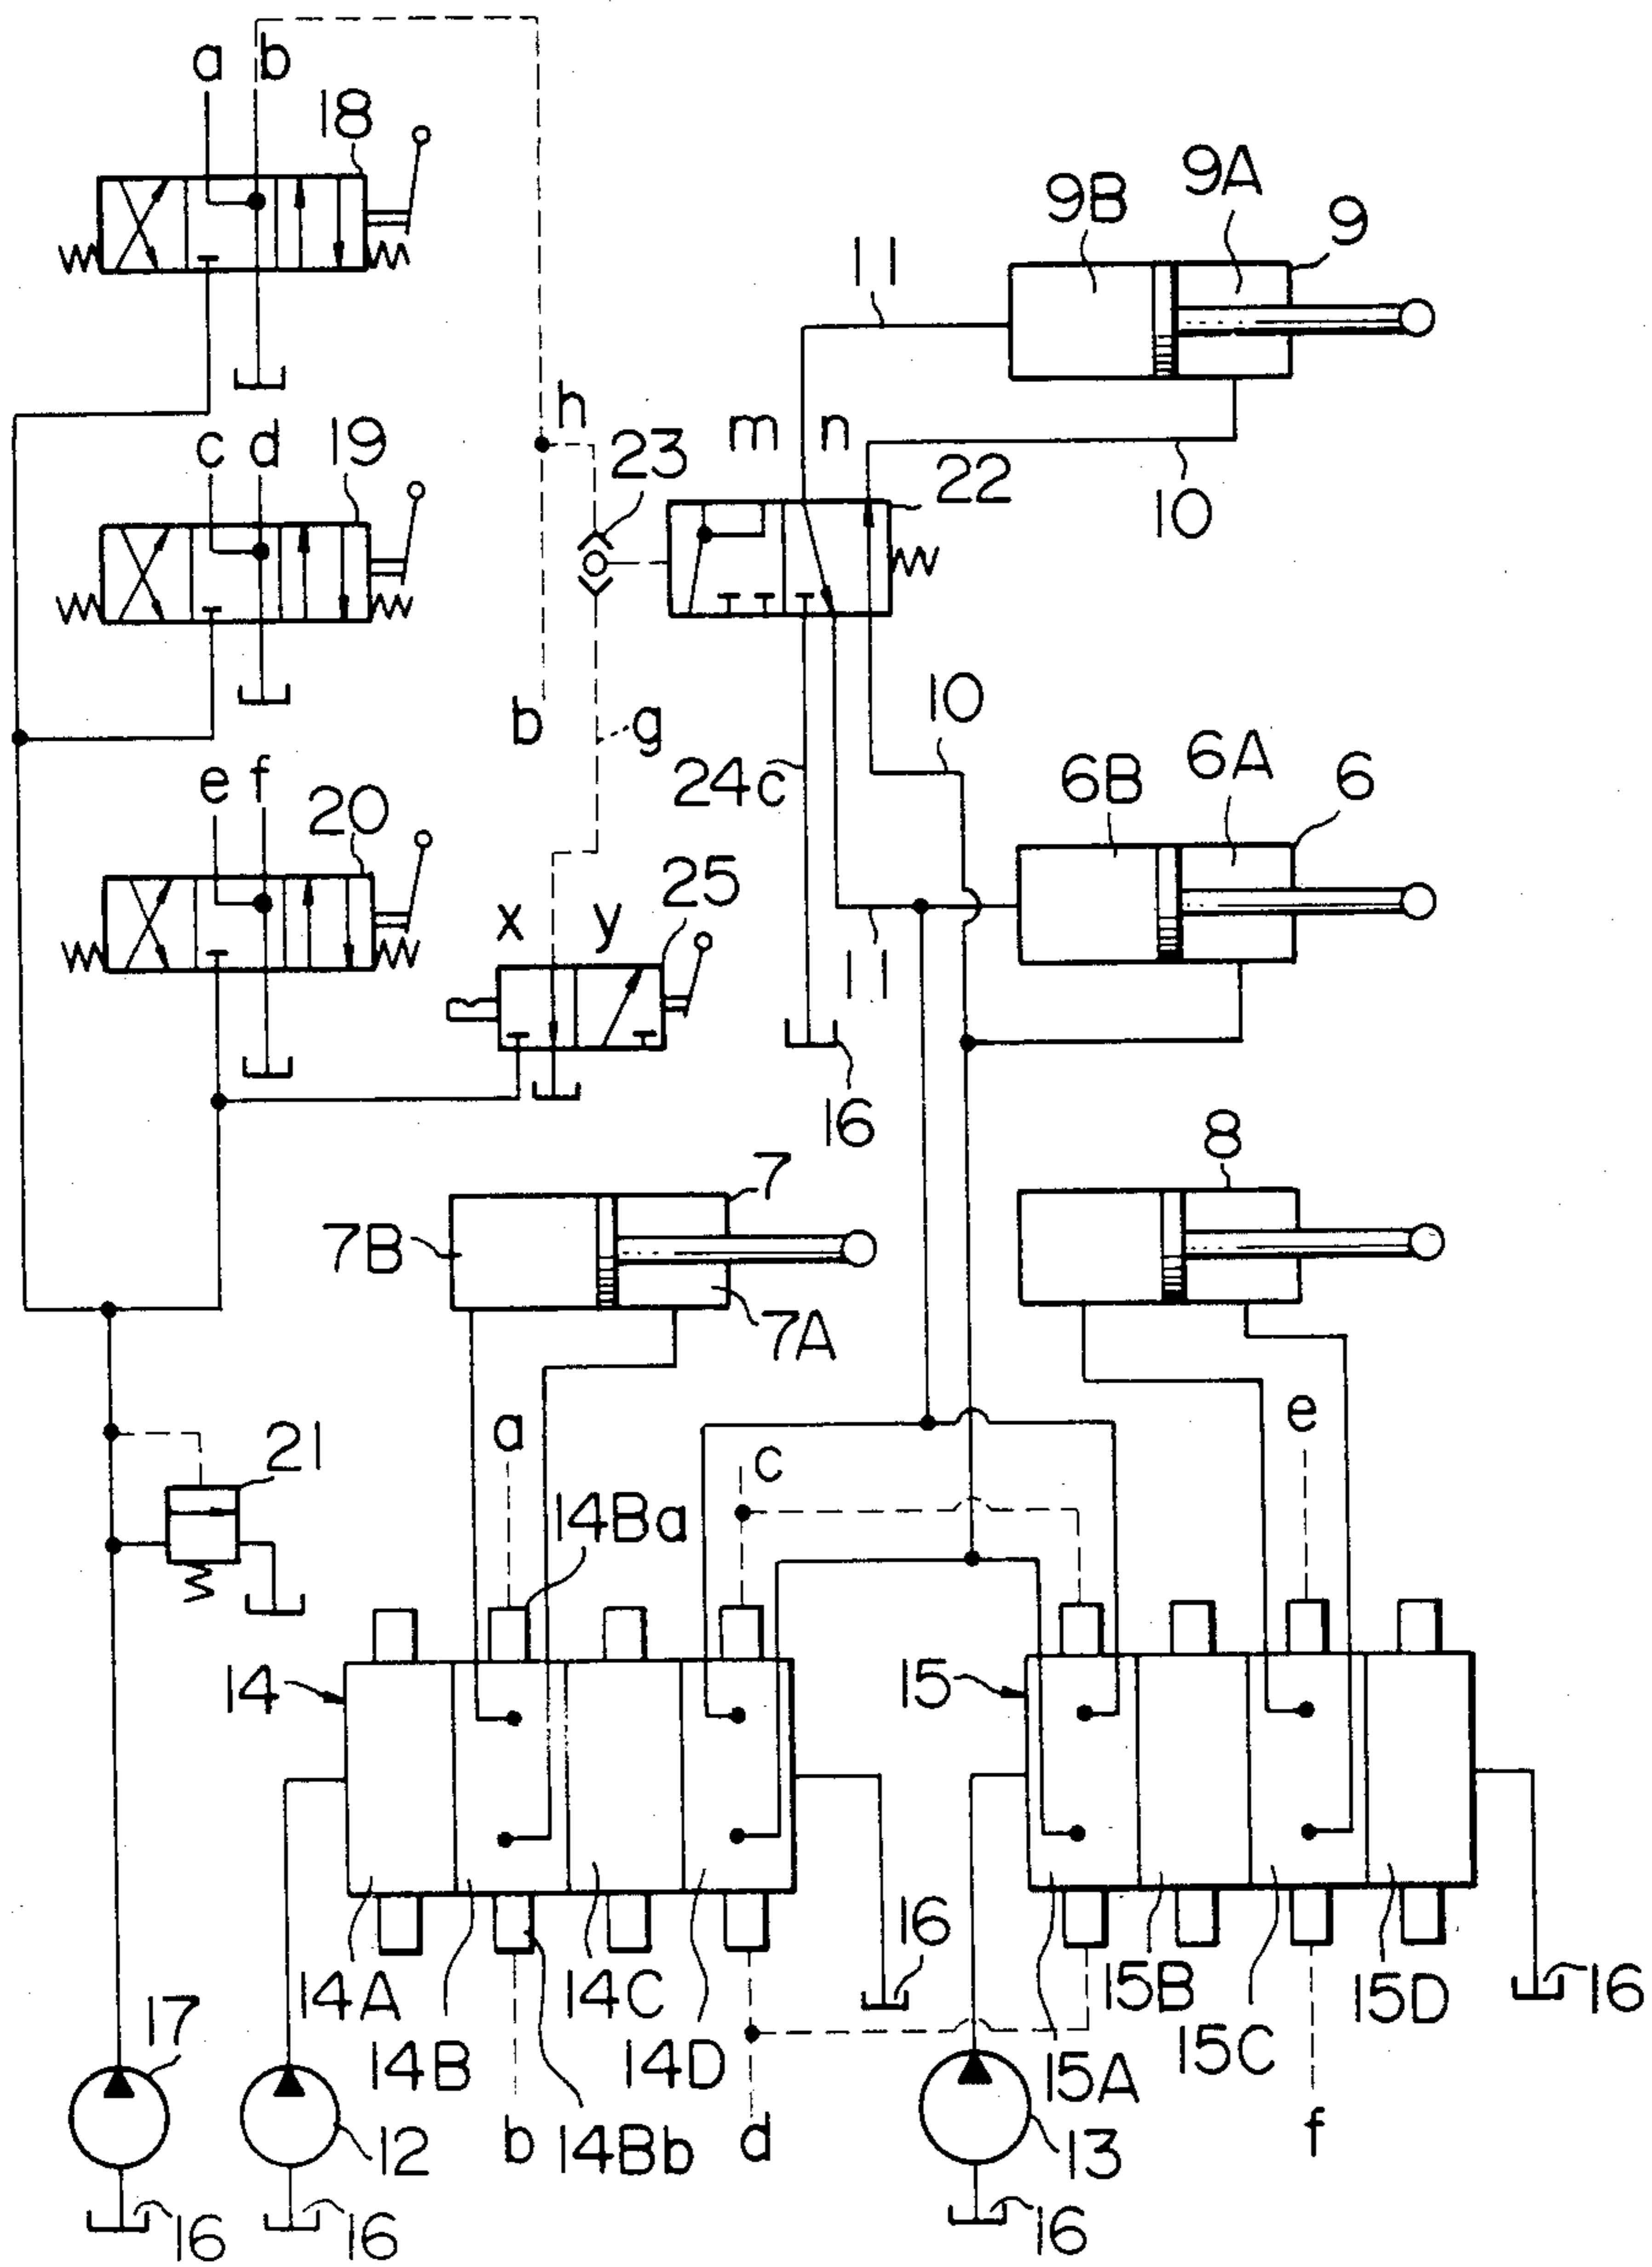 a b
18
9A
9B
9
11
h
23
m n
22
10
c d
19
10
b
g
24c
6A
6B
6
e f
20
x y
25
11
16
8
7
7B
7A
a
c
e
21
14Ba
14
15
14A
14B
14C
14D
16
15A
15B
15C
15D
16
17
12
b
14Bb
d
13
f
16
16
16